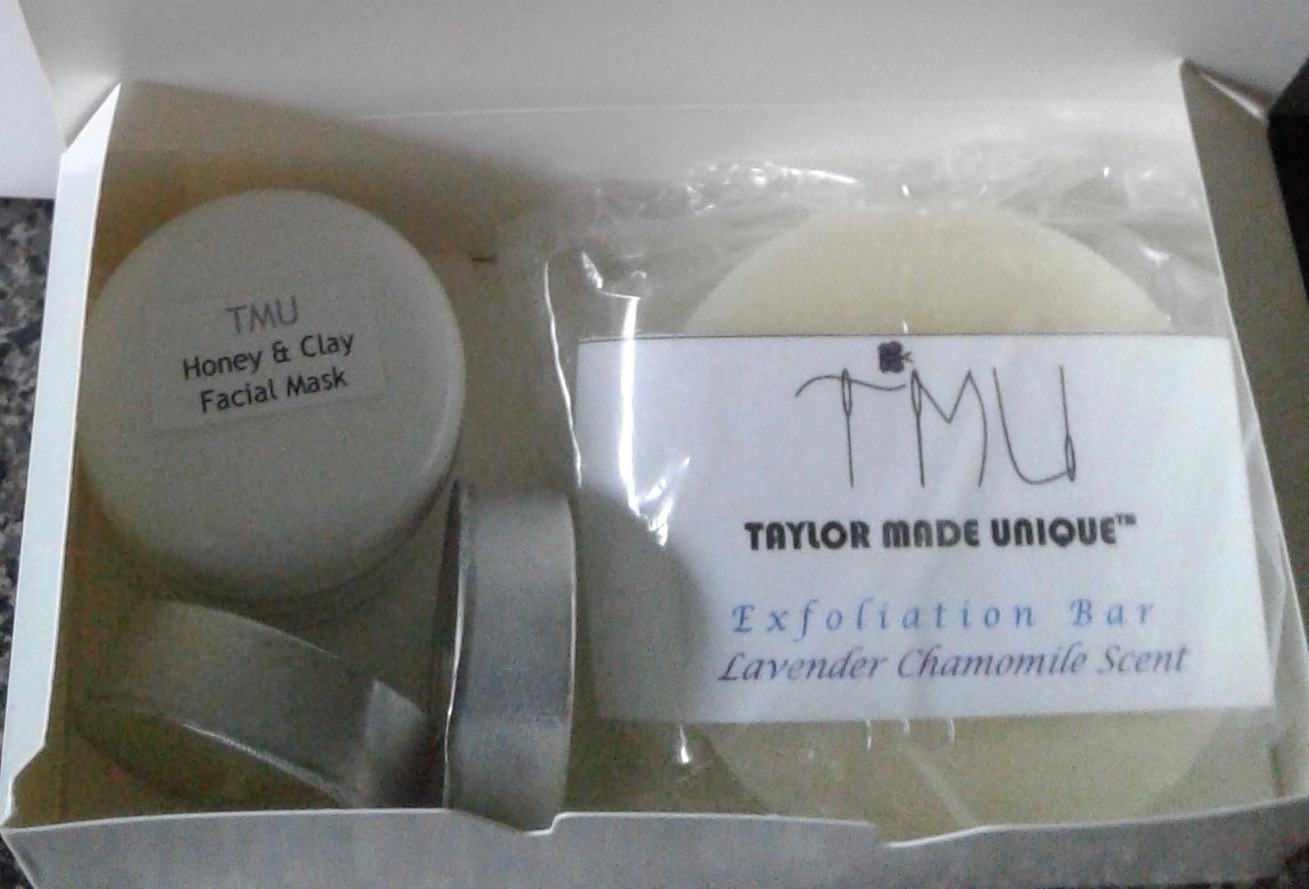 TMU
Honey & Clay
Facial Mask
TMU
TAYLOR MADE UNIQUE™
Exfoliation Bar
Lavender Chamomile Scent